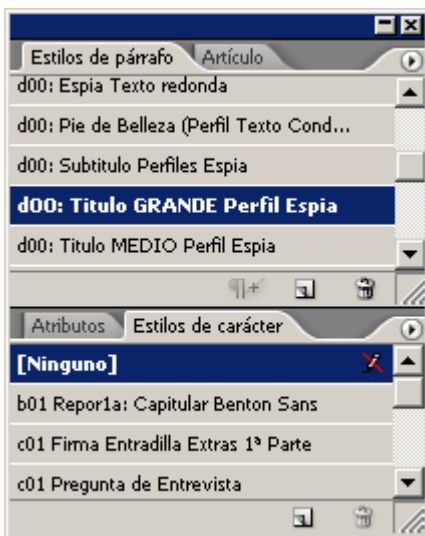 Estilos de párrafo Artículo
d00: Espia Texto redonda
d00: Pie de Belleza (Perfil Texto Cond...
d00: Subtitulo Perfiles Espia
d00: Titulo GRANDE Perfil Espia
d00: Titulo MEDIO Perfil Espia
Atributos Estilos de carácter
[Ninguno]
b01 Repor1a: Capitular Benton Sans
c01 Firma Entradilla Extras 1ª Parte
c01 Pregunta de Entrevista